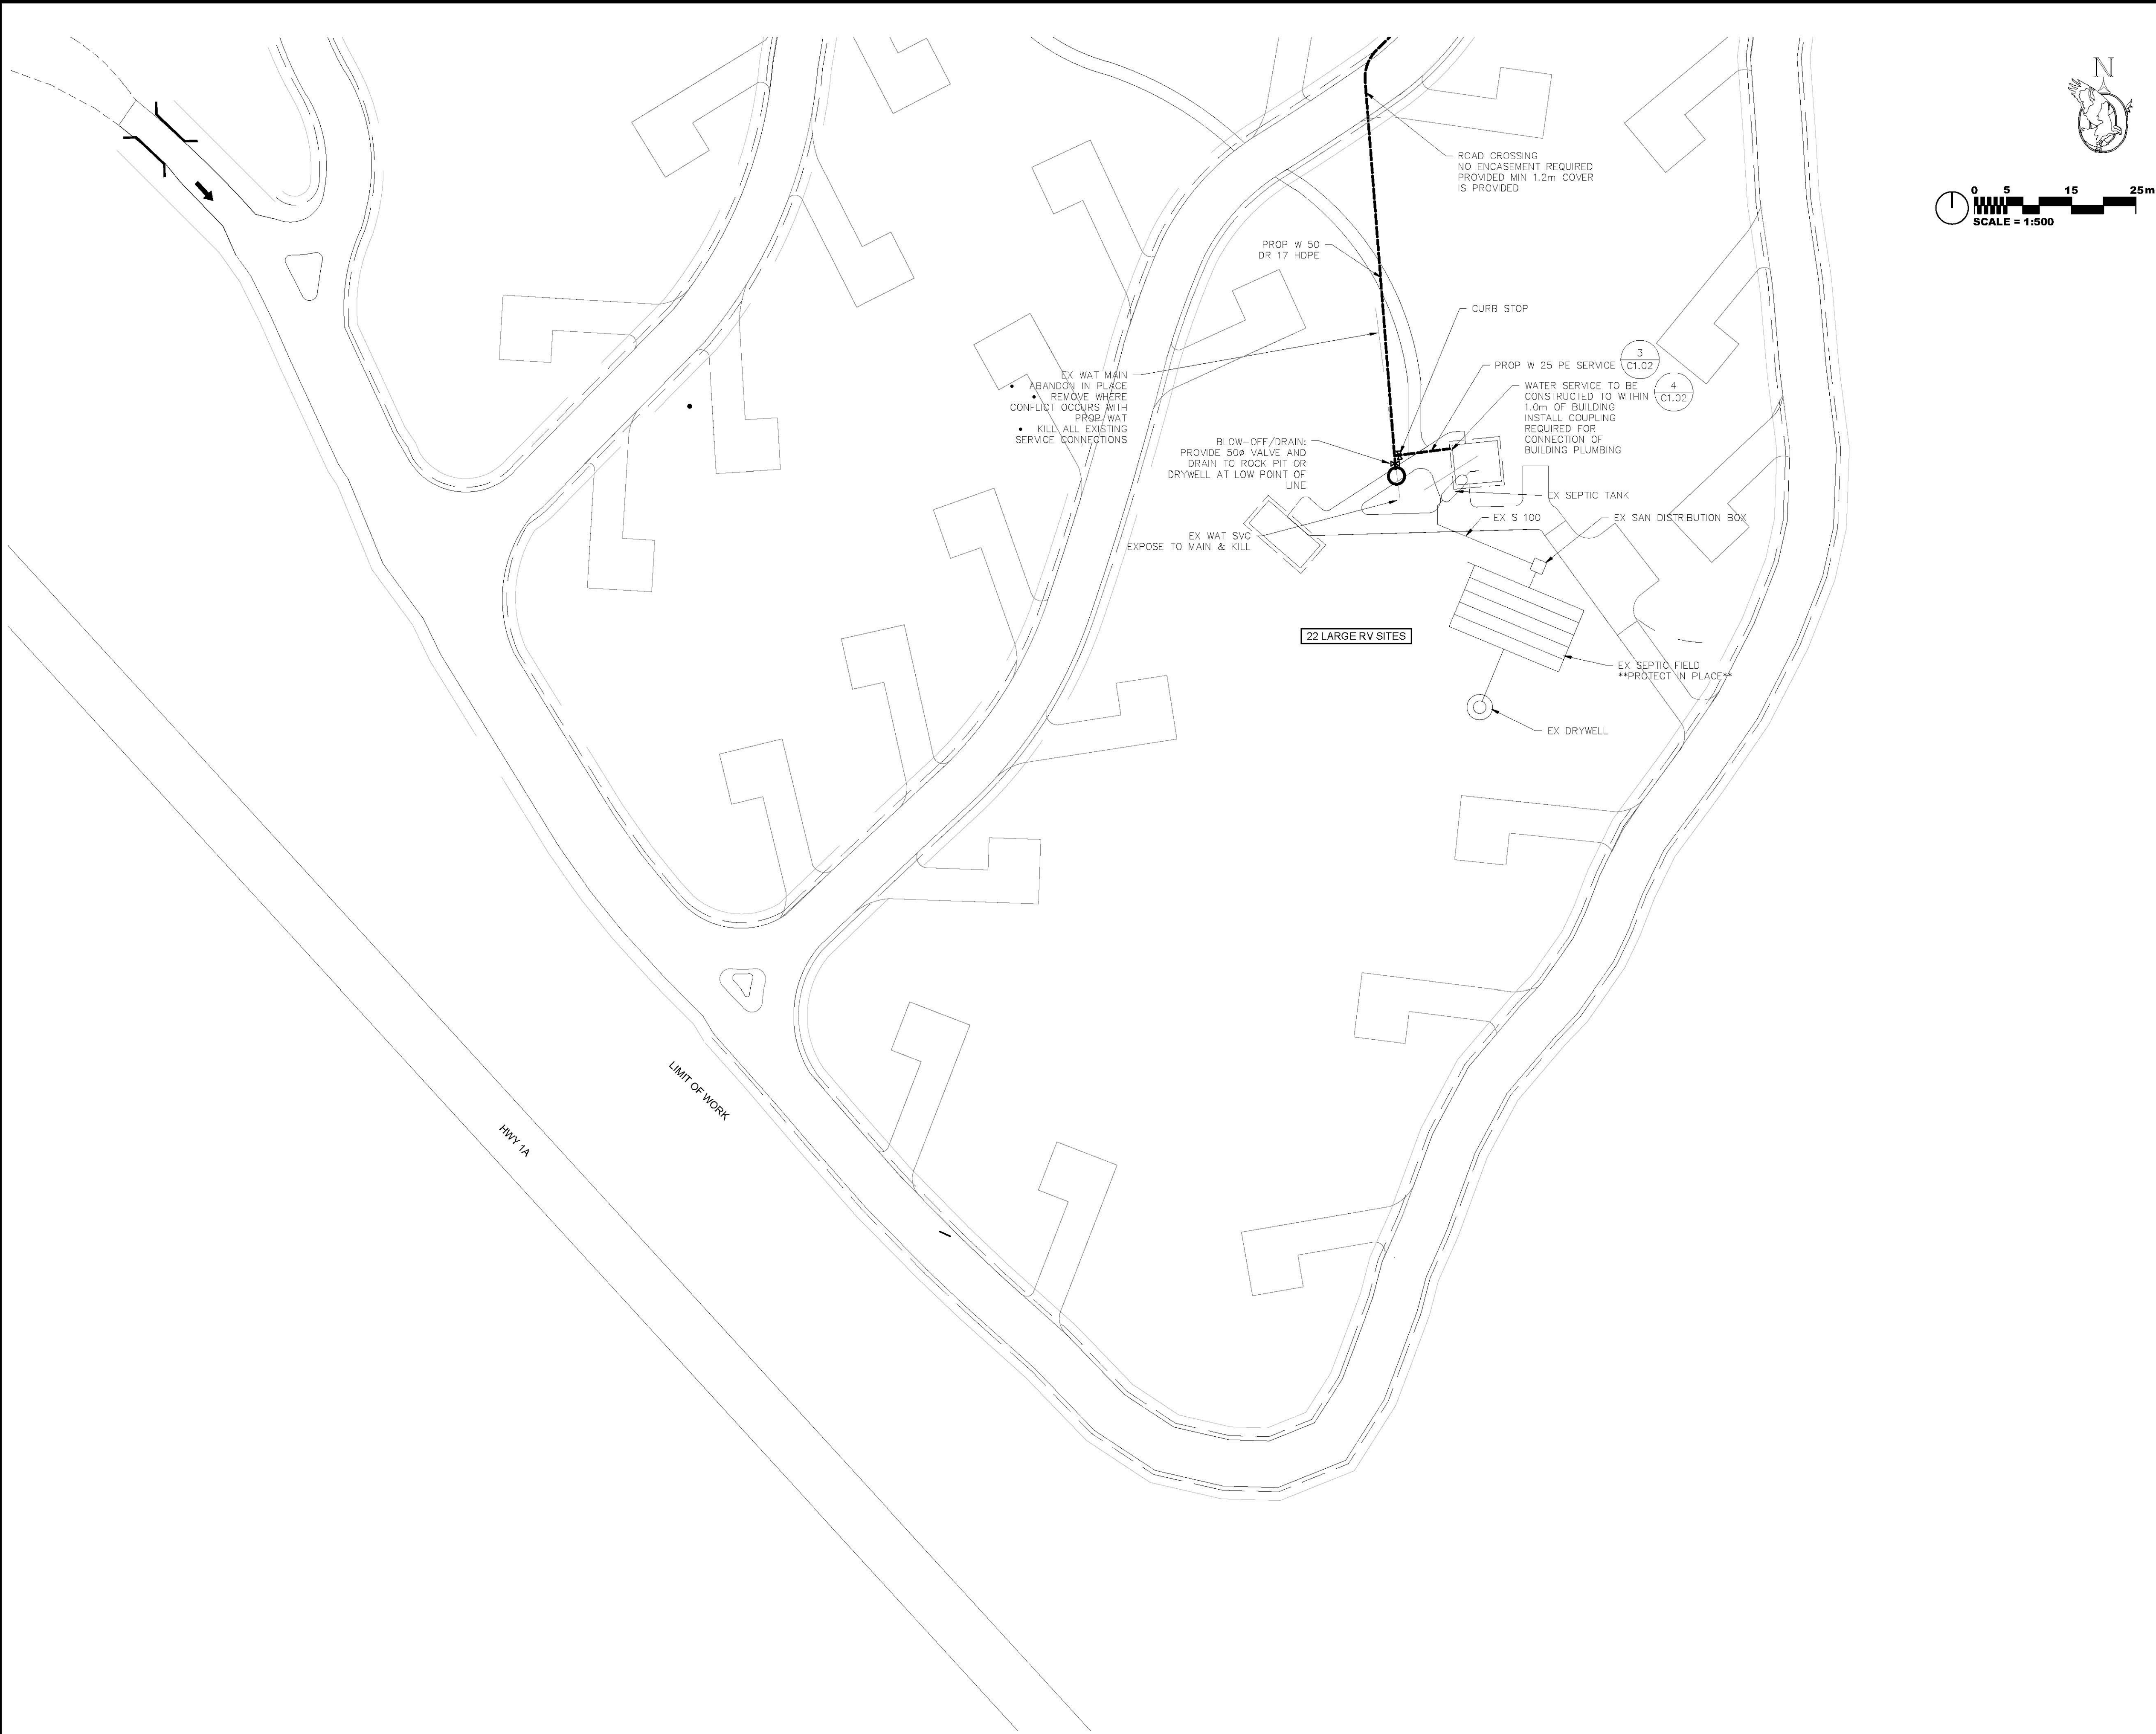 N
0 5 15 25m
SCALE = 1:500
ROAD CROSSING
NO ENCASEMENT REQUIRED
PROVIDED MIN 1.2m COVER
IS PROVIDED
PROP W 50
DR 17 HDPE
CURB STOP
PROP W 25 PE SERVICE
3
C1.02
EX WAT MAIN
• ABANDON IN PLACE
• REMOVE WHERE
CONFLICT OCCURS WITH
PROP WAT
• KILL ALL EXISTING
SERVICE CONNECTIONS
WATER SERVICE TO BE
CONSTRUCTED TO WITHIN
1.0m OF BUILDING
INSTALL COUPLING
REQUIRED FOR
CONNECTION OF
BUILDING PLUMBING
4
C1.02
BLOW-OFF/DRAIN:
PROVIDE 50ø VALVE AND
DRAIN TO ROCK PIT OR
DRYWELL AT LOW POINT OF
LINE
EX SEPTIC TANK
EX S 100
EX SAN DISTRIBUTION BOX
EX WAT SVC
EXPOSE TO MAIN & KILL
22 LARGE RV SITES
EX SEPTIC FIELD
**PROTECT IN PLACE**
EX DRYWELL
LIMIT OF WORK
HWY 1A